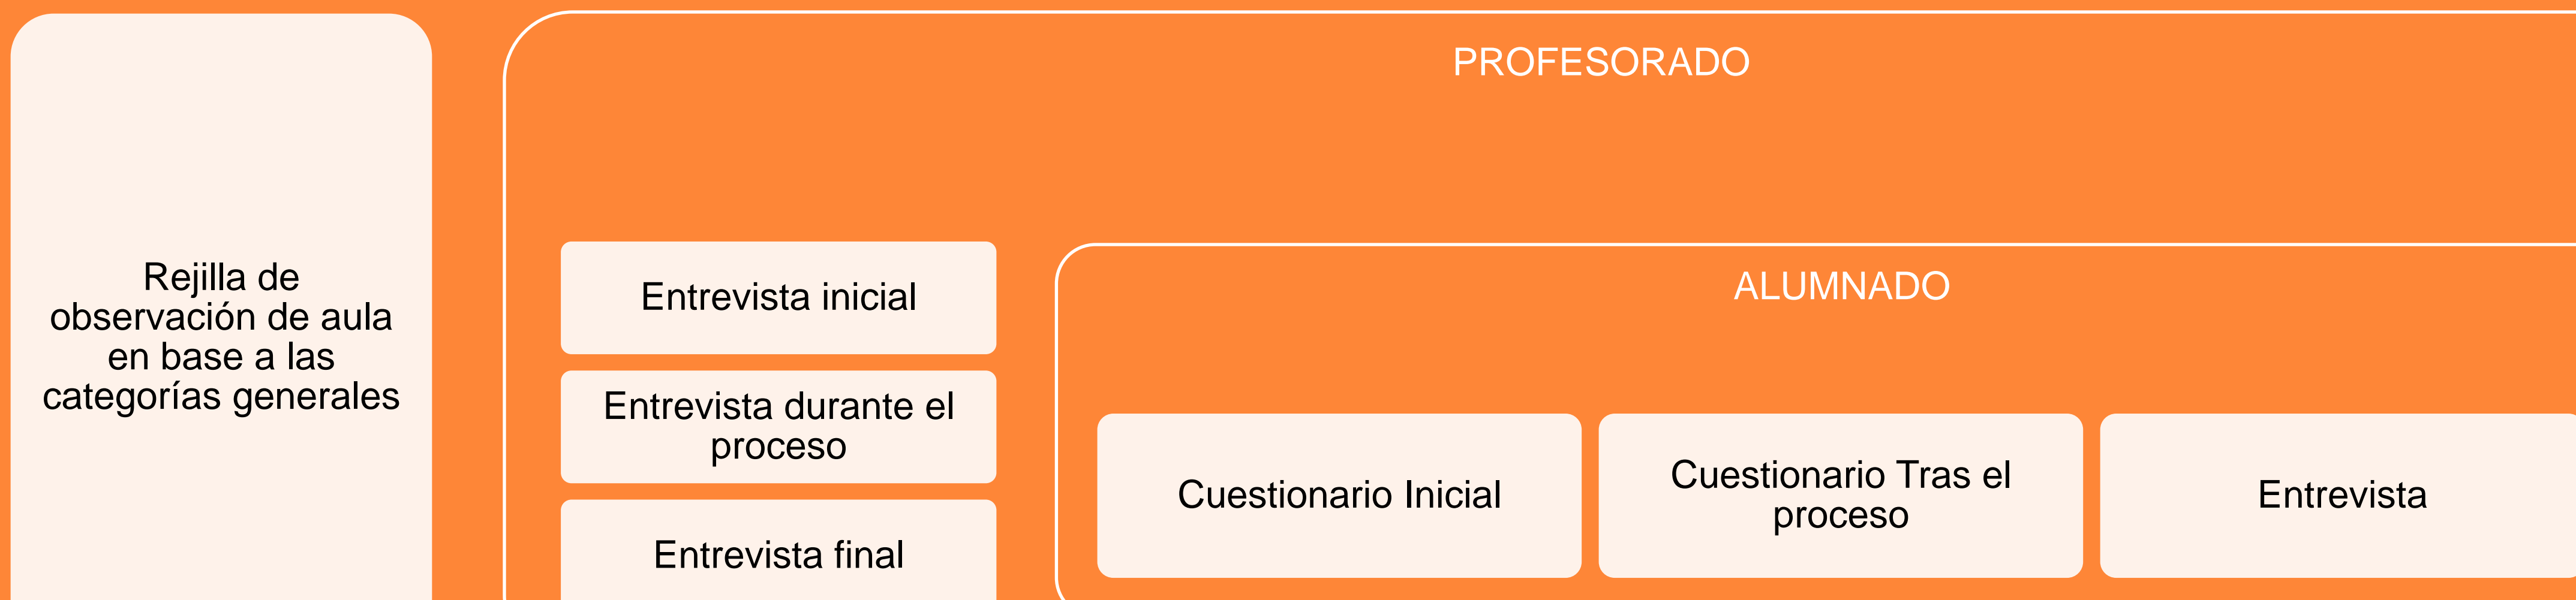 Rejilla de
observación de aula
en base a las
categorías generales
PROFESORADO
Entrevista inicial
Entrevista durante el
proceso
Entrevista final
ALUMNADO
Cuestionario Inicial
Cuestionario Tras el
proceso
Entrevista